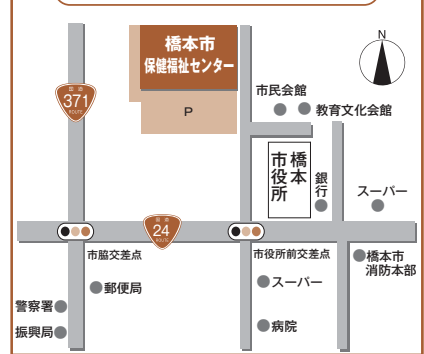 橋本市
保健福祉センター
N
国道
371
ROUTE
P
市民会館
教育文化会館
橋本
市役所
銀行
スーパー
国道
24
ROUTE
市脇交差点
市役所前交差点
橋本市
消防本部
郵便局
スーパー
警察署
振興局
病院